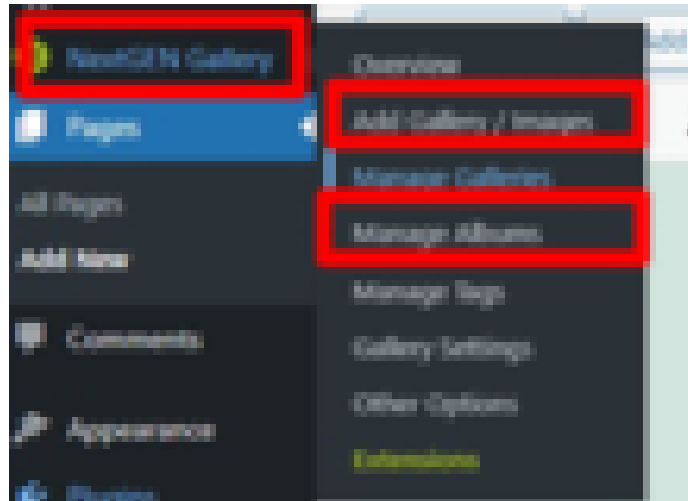 NextGEN Gallery
Pages
All Pages
Add New
Comments
Appearance
Plugins
Overview
Add Gallery / Images
Manage Galleries
Manage Albums
Manage Tags
Gallery Settings
Other Options
Extensions